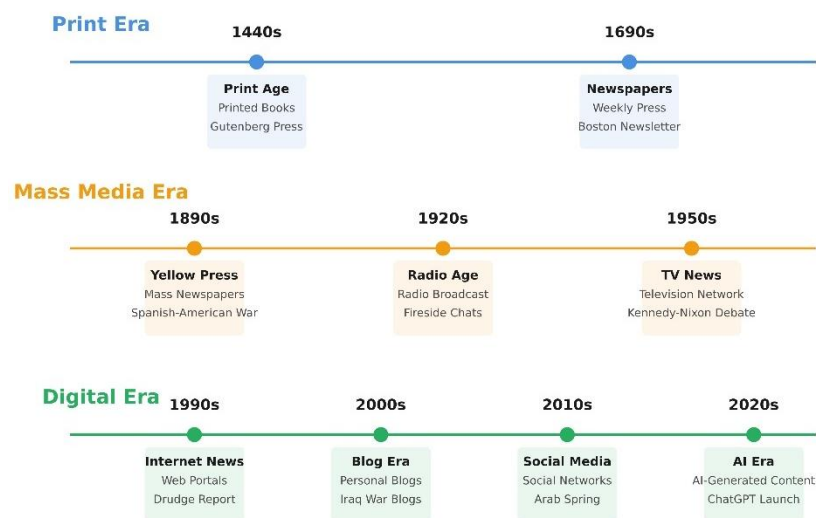 Print Era
1440s
1690s
Print Age
Printed Books
Gutenberg Press
Newspapers
Weekly Press
Boston Newsletter
Mass Media Era
1890s
1920s
1950s
Yellow Press
Mass Newspapers
Spanish-American War
Radio Age
Radio Broadcast
Fireside Chats
TV News
Television Network
Kennedy-Nixon Debate
Digital Era
1990s
2000s
2010s
2020s
Internet News
Web Portals
Drudge Report
Blog Era
Personal Blogs
Iraq War Blogs
Social Media
Social Networks
Arab Spring
AI Era
AI-Generated Content
ChatGPT Launch